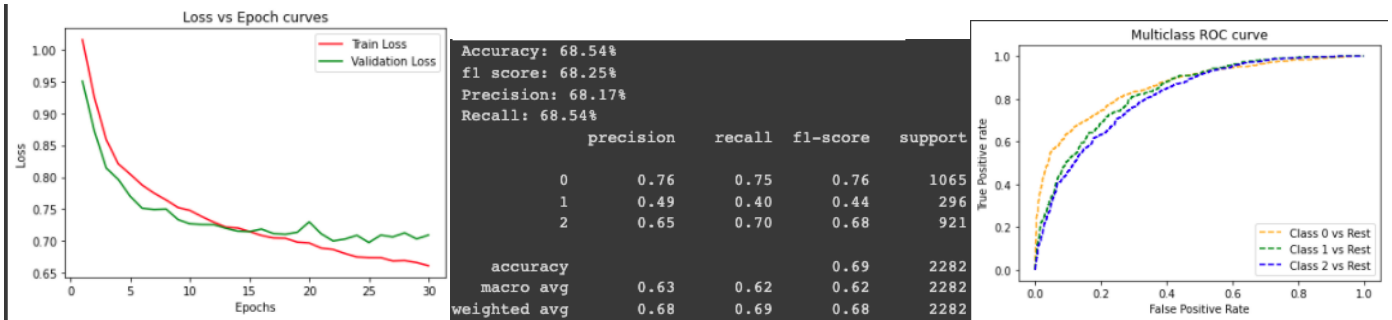 Loss vs Epoch curves
Train Loss
Validation Loss
1.00
0.95
0.90
0.85
0.80
0.75
0.70
0.65
Loss
0 5 10 15 20 25 30
Epochs
Accuracy: 68.54%
f1 score: 68.25%
Precision: 68.17%
Recall: 68.54%
precision recall f1-score support
0 0.76 0.75 0.76 1065
1 0.49 0.40 0.44 296
2 0.65 0.70 0.68 921
accuracy 0.69 2282
macro avg 0.63 0.62 0.62 2282
weighted avg 0.68 0.69 0.68 2282
Multiclass ROC curve
1.0
0.8
0.6
0.4
0.2
0.0
True Positive rate
Class 0 vs Rest
Class 1 vs Rest
Class 2 vs Rest
0.0 0.2 0.4 0.6 0.8 1.0
False Positive Rate